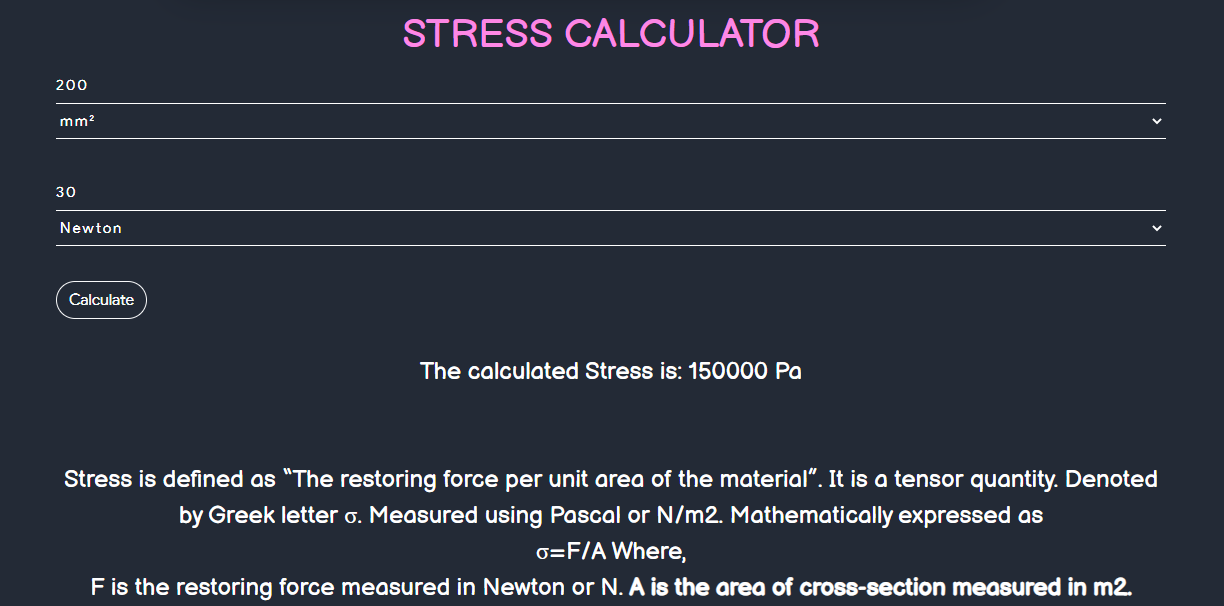 STRESS CALCULATOR
200
mm²
30
Newton
Calculate
The calculated Stress is: 150000 Pa
Stress is defined as “The restoring force per unit area of the material”. It is a tensor quantity. Denoted
by Greek letter σ. Measured using Pascal or N/m2. Mathematically expressed as
σ=F/A Where,
F is the restoring force measured in Newton or N. A is the area of cross-section measured in m2.